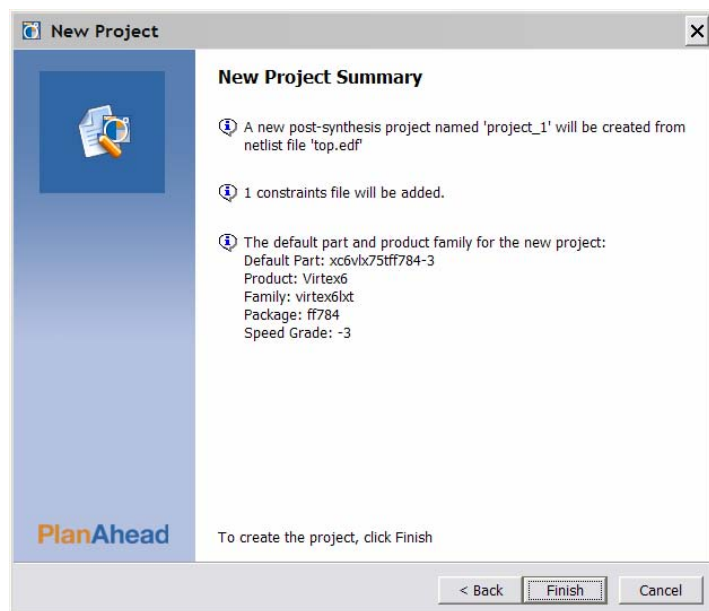 New Project
New Project Summary
A new post-synthesis project named 'project_1' will be created from
netlist file 'top.edf'
1 constraints file will be added.
The default part and product family for the new project:
Default Part: xc6vlx75tff784-3
Product: Virtex6
Family: virtex6lxt
Package: ff784
Speed Grade: -3
PlanAhead
To create the project, click Finish
< Back
Finish
Cancel